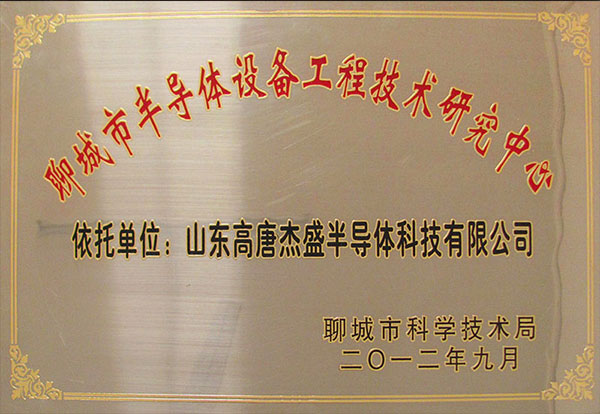 聊城市半导体设备工程技术研究中心
依托单位：山东高唐杰盛半导体科技有限公司
聊城市科学技术局
二〇一二年九月